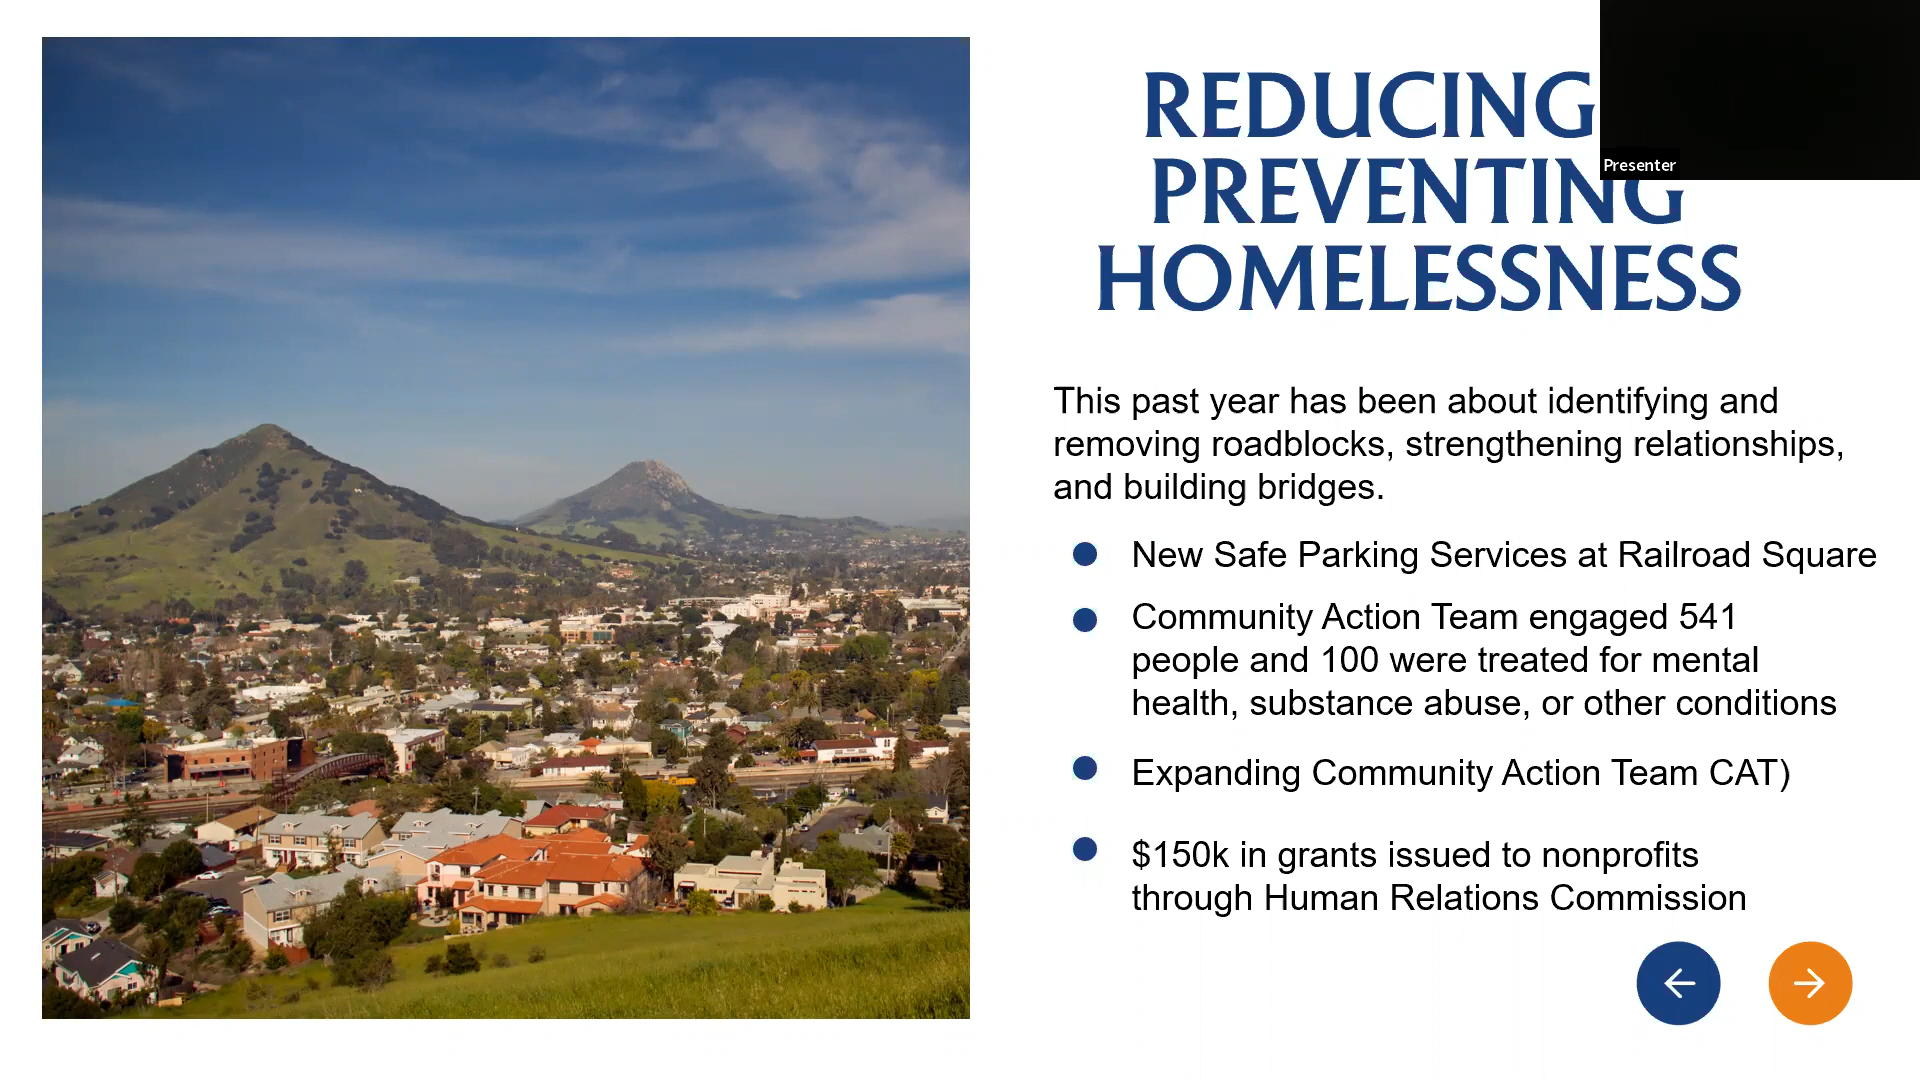 REDUCING
PREVENTING
HOMELESSNESS
Presenter
This past year has been about identifying and
removing roadblocks, strengthening relationships,
and building bridges.
New Safe Parking Services at Railroad Square
Community Action Team engaged 541
people and 100 were treated for mental
health, substance abuse, or other conditions
Expanding Community Action Team CAT)
$150k in grants issued to nonprofits
through Human Relations Commission